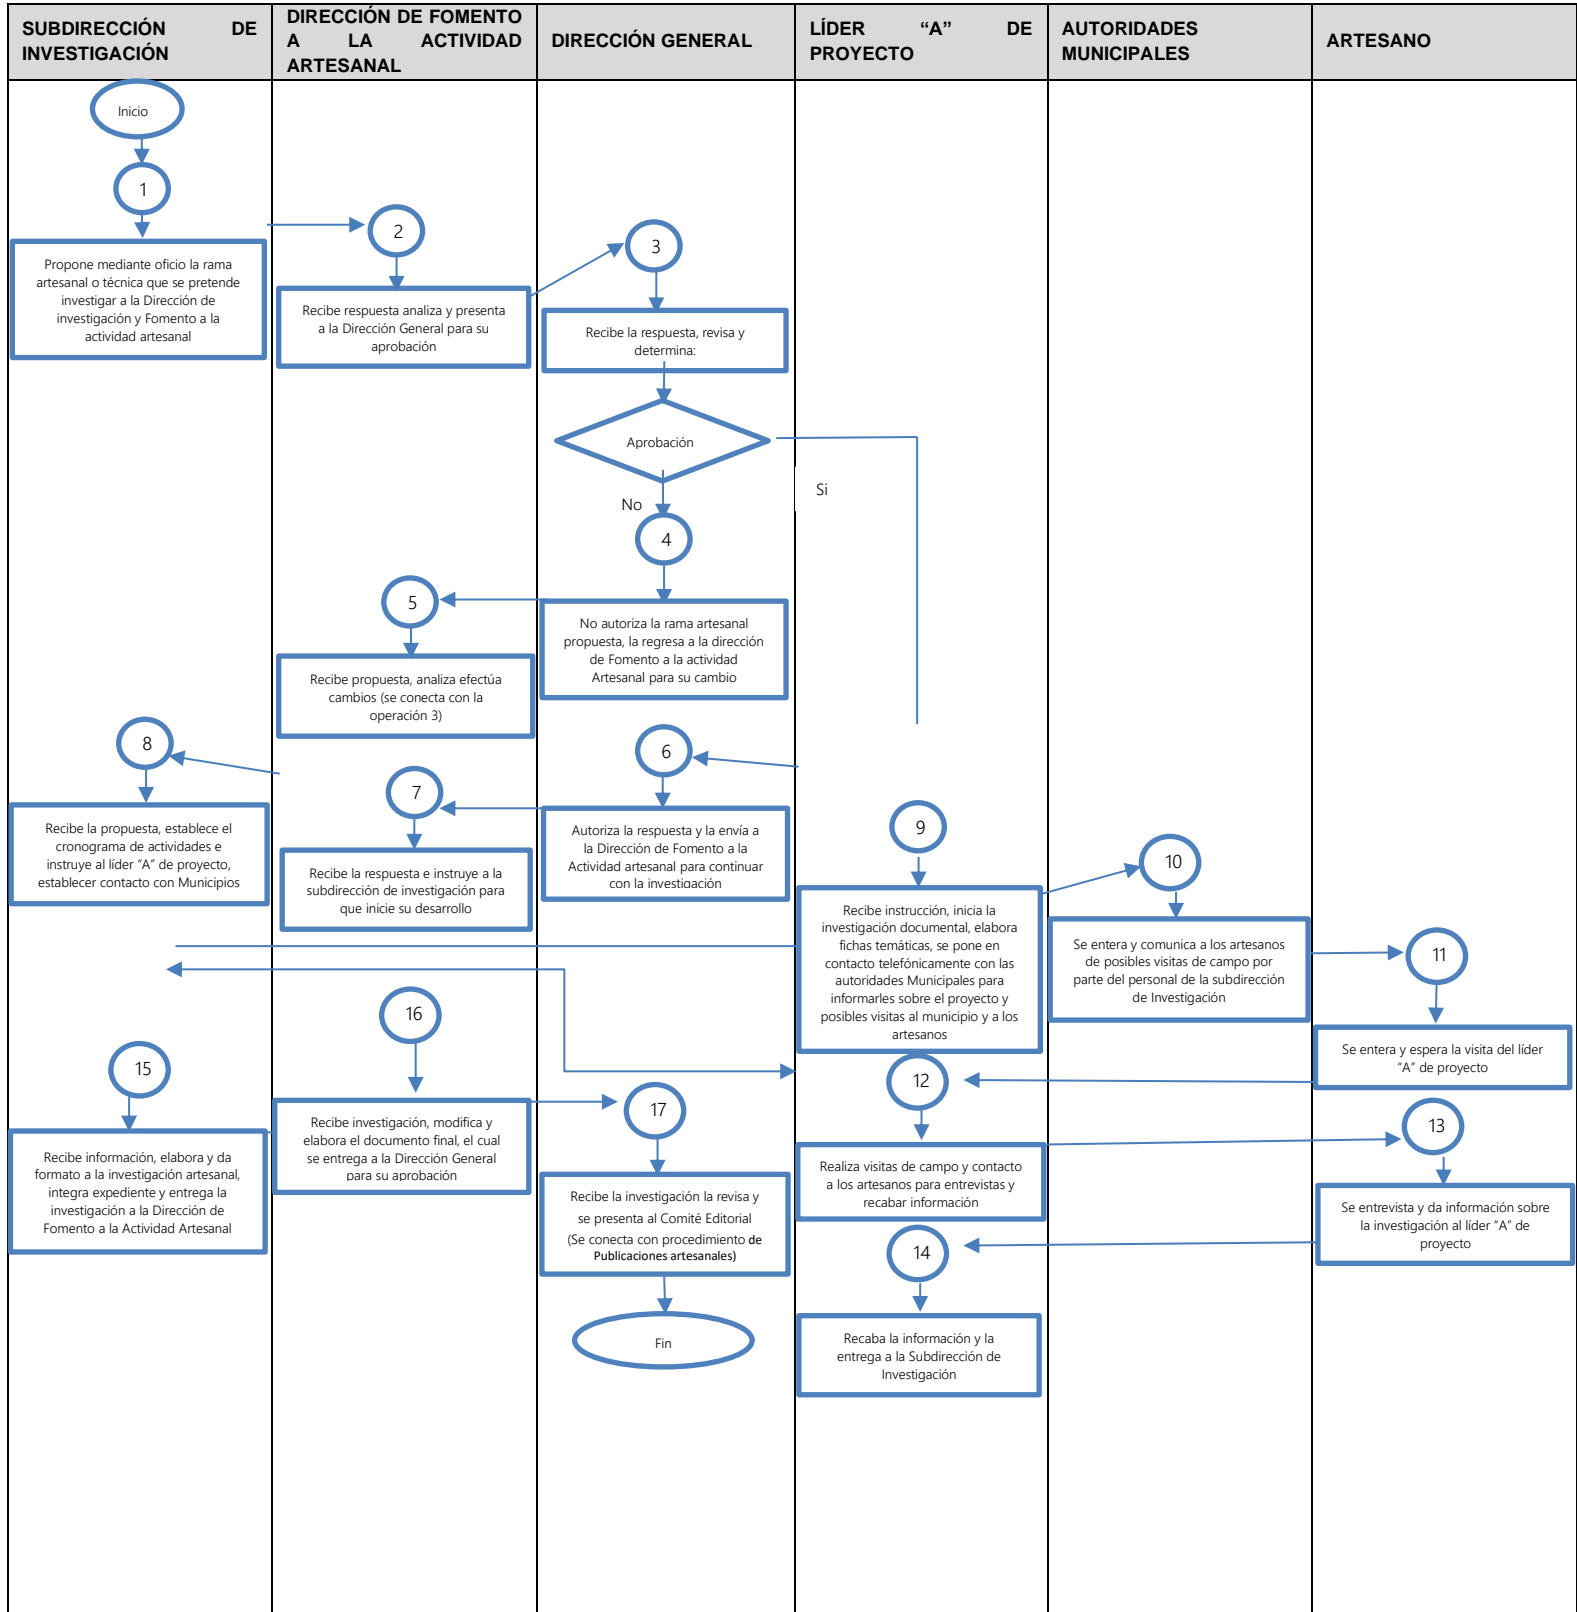 SUBDIRECCIÓN DE
INVESTIGACIÓN
DIRECCIÓN DE FOMENTO
A LA ACTIVIDAD
ARTESANAL
DIRECCIÓN GENERAL
LÍDER “A” DE
PROYECTO
AUTORIDADES
MUNICIPALES
ARTESANO
Inicio
1
Propone mediante oficio la rama
artesanal o técnica que se pretende
investigar a la Dirección de
investigación y Fomento a la
actividad artesanal
2
Recibe respuesta analiza y presenta
a la Dirección General para su
aprobación
3
Recibe la respuesta, revisa y
determina:
Aprobación
Si
No
4
No autoriza la rama artesanal
propuesta, la regresa a la dirección
de Fomento a la actividad
Artesanal para su cambio
5
Recibe propuesta, analiza efectúa
cambios (se conecta con la
operación 3)
6
Autoriza la respuesta y la envía a
la Dirección de Fomento a la
Actividad artesanal para continuar
con la investigación
7
Recibe la respuesta e instruye a la
subdirección de investigación para
que inicie su desarrollo
8
Recibe la propuesta, establece el
cronograma de actividades e
instruye al líder “A” de proyecto,
establecer contacto con Municipios
9
Recibe instrucción, inicia la
investigación documental, elabora
fichas temáticas, se pone en
contacto telefónicamente con las
autoridades Municipales para
informarles sobre el proyecto y
posibles visitas al municipio y a los
artesanos
10
Se entera y comunica a los artesanos
de posibles visitas de campo por
parte del personal de la subdirección
de Investigación
11
Se entera y espera la visita del líder
“A” de proyecto
12
Realiza visitas de campo y contacto
a los artesanos para entrevistas y
recabar información
13
Se entrevista y da información sobre
la investigación al líder “A” de
proyecto
14
Recaba la información y la
entrega a la Subdirección de
Investigación
15
Recibe información, elabora y da
formato a la investigación artesanal,
integra expediente y entrega la
investigación a la Dirección de
Fomento a la Actividad Artesanal
16
Recibe investigación, modifica y
elabora el documento final, el cual
se entrega a la Dirección General
para su aprobación
17
Recibe la investigación la revisa y
se presenta al Comité Editorial
(Se conecta con procedimiento de
Publicaciones artesanales)
Fin